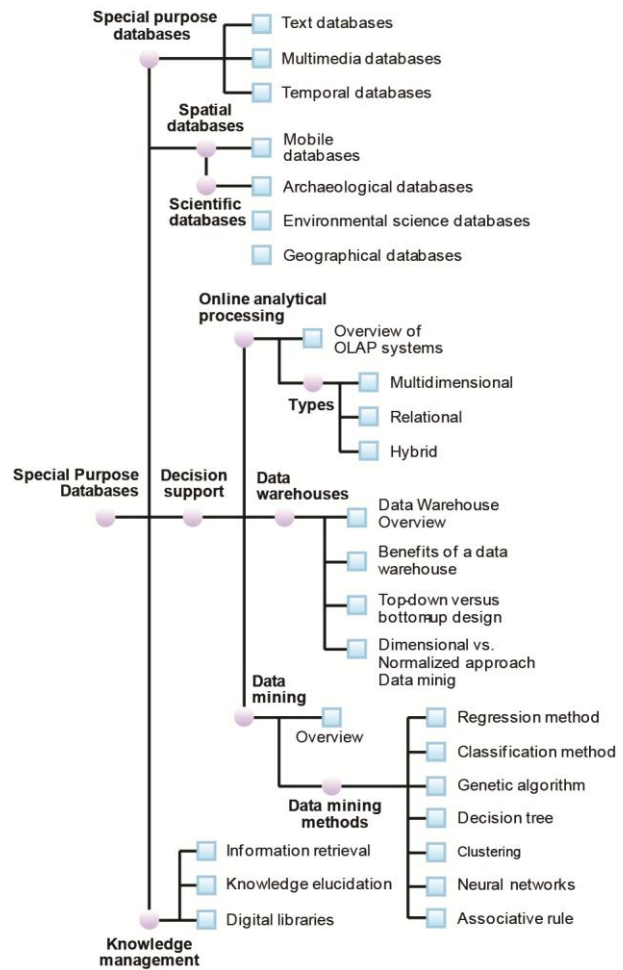 Special purpose
databases
Text databases
Multimedia databases
Temporal databases
Spatial
databases
Mobile
databases
Archaeological databases
Scientific
databases
Environmental science databases
Geographical databases
Online analytical
processing
Overview of
OLAP systems
Types
Multidimensional
Relational
Hybrid
Special Purpose
Databases
Decision
support
Data
warehouses
Data Warehouse
Overview
Benefits of a data
warehouse
Top-down versus
bottom-up design
Dimensional vs.
Normalized approach
Data minig
Data
mining
Overview
Data mining
methods
Regression method
Classification method
Genetic algorithm
Decision tree
Clustering
Neural networks
Associative rule
Information retrieval
Knowledge elucidation
Digital libraries
Knowledge
management